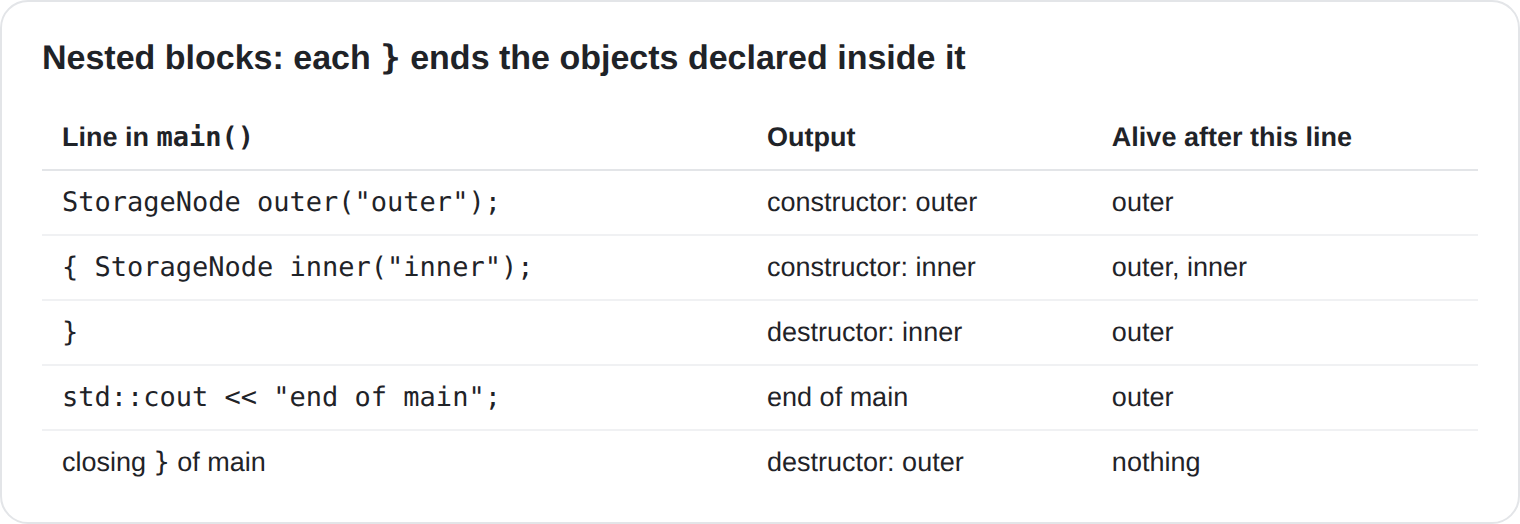 Nested blocks: each } ends the objects declared inside it
Line in main() Output Alive after this line
StorageNode outer("outer"); constructor: outer outer
{ StorageNode inner("inner"); constructor: inner outer, inner
} destructor: inner outer
std::cout << "end of main"; end of main outer
closing } of main destructor: outer nothing